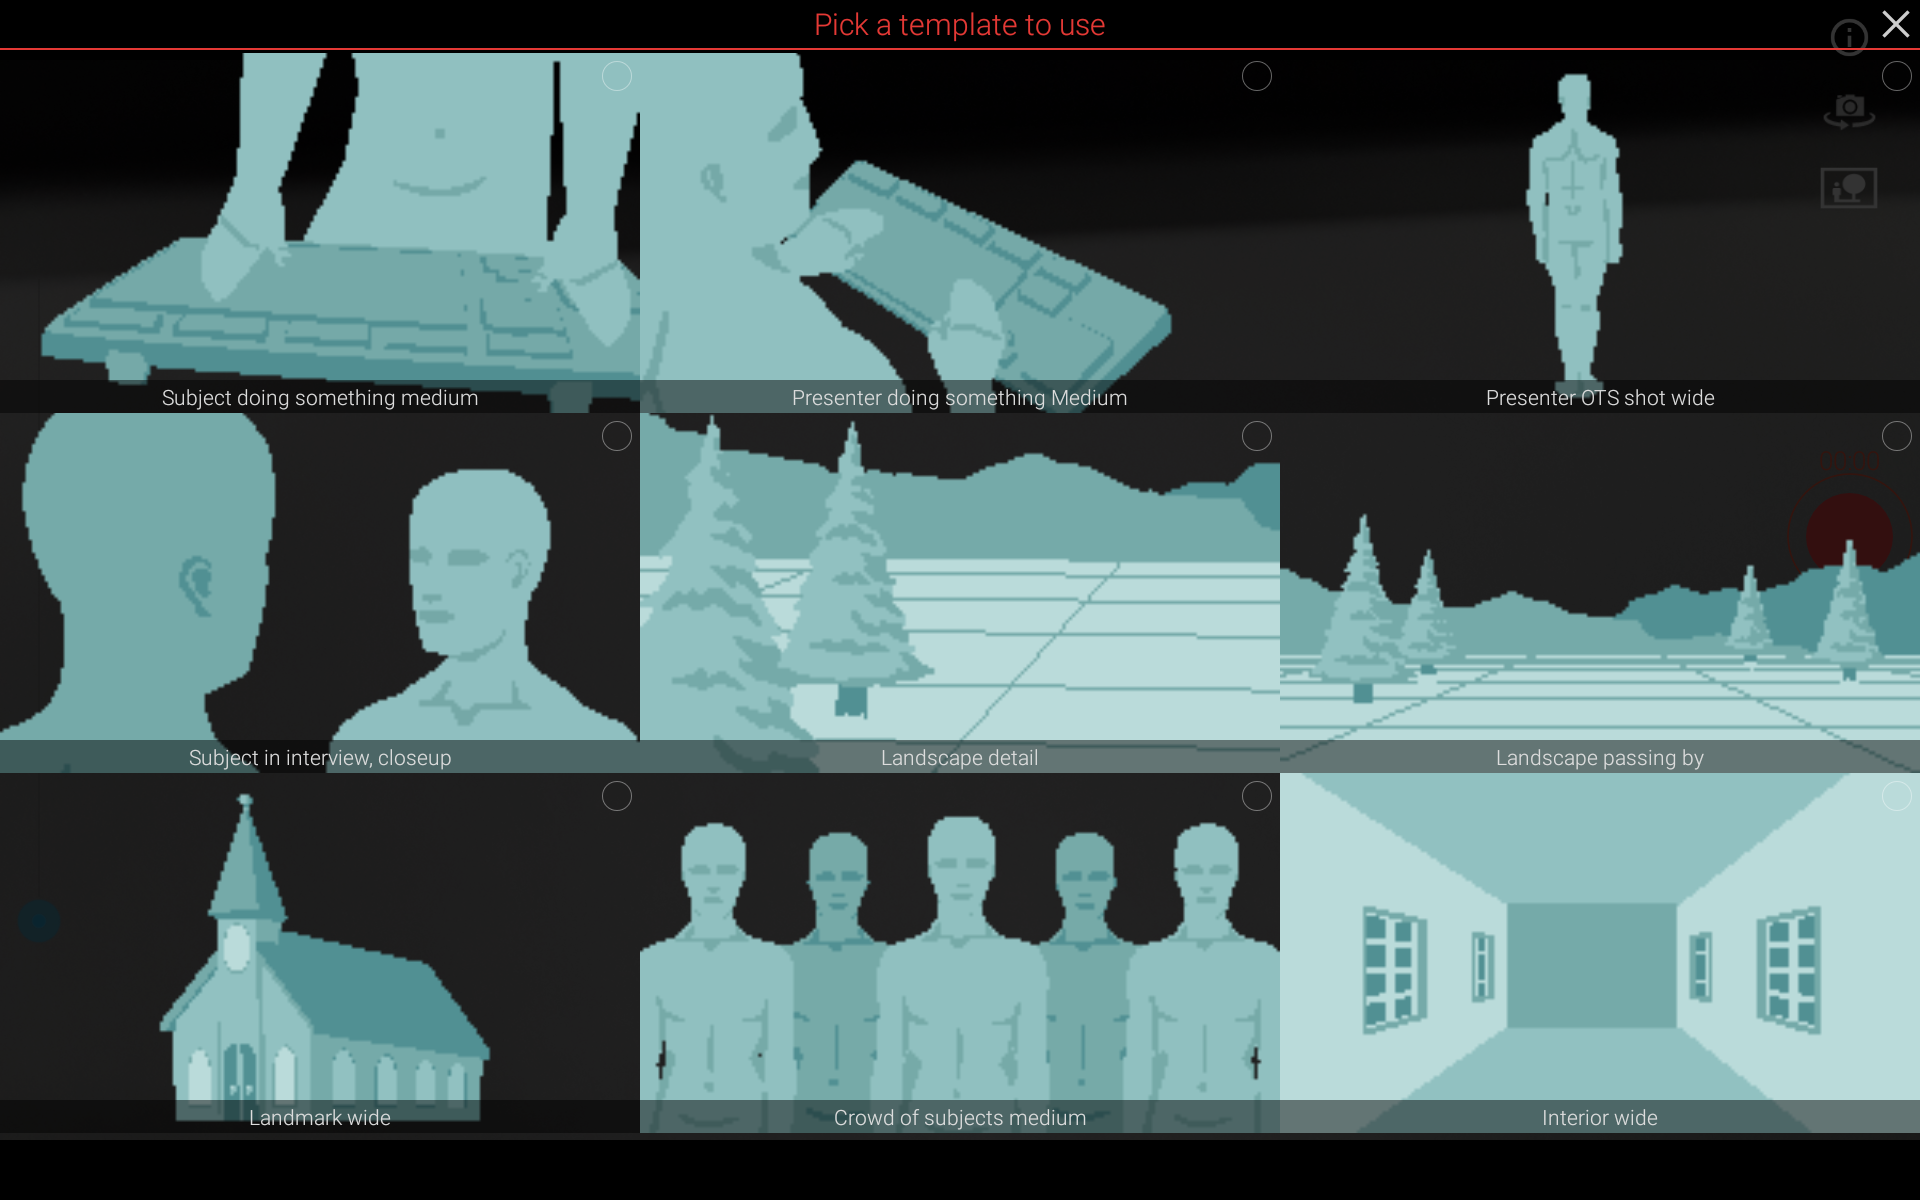 Pick a template to use
Subject doing something medium
Presenter doing something Medium
Presenter OTS shot wide
Subject in interview, closeup
Landscape detail
Landscape passing by
Landmark wide
Crowd of subjects medium
Interior wide